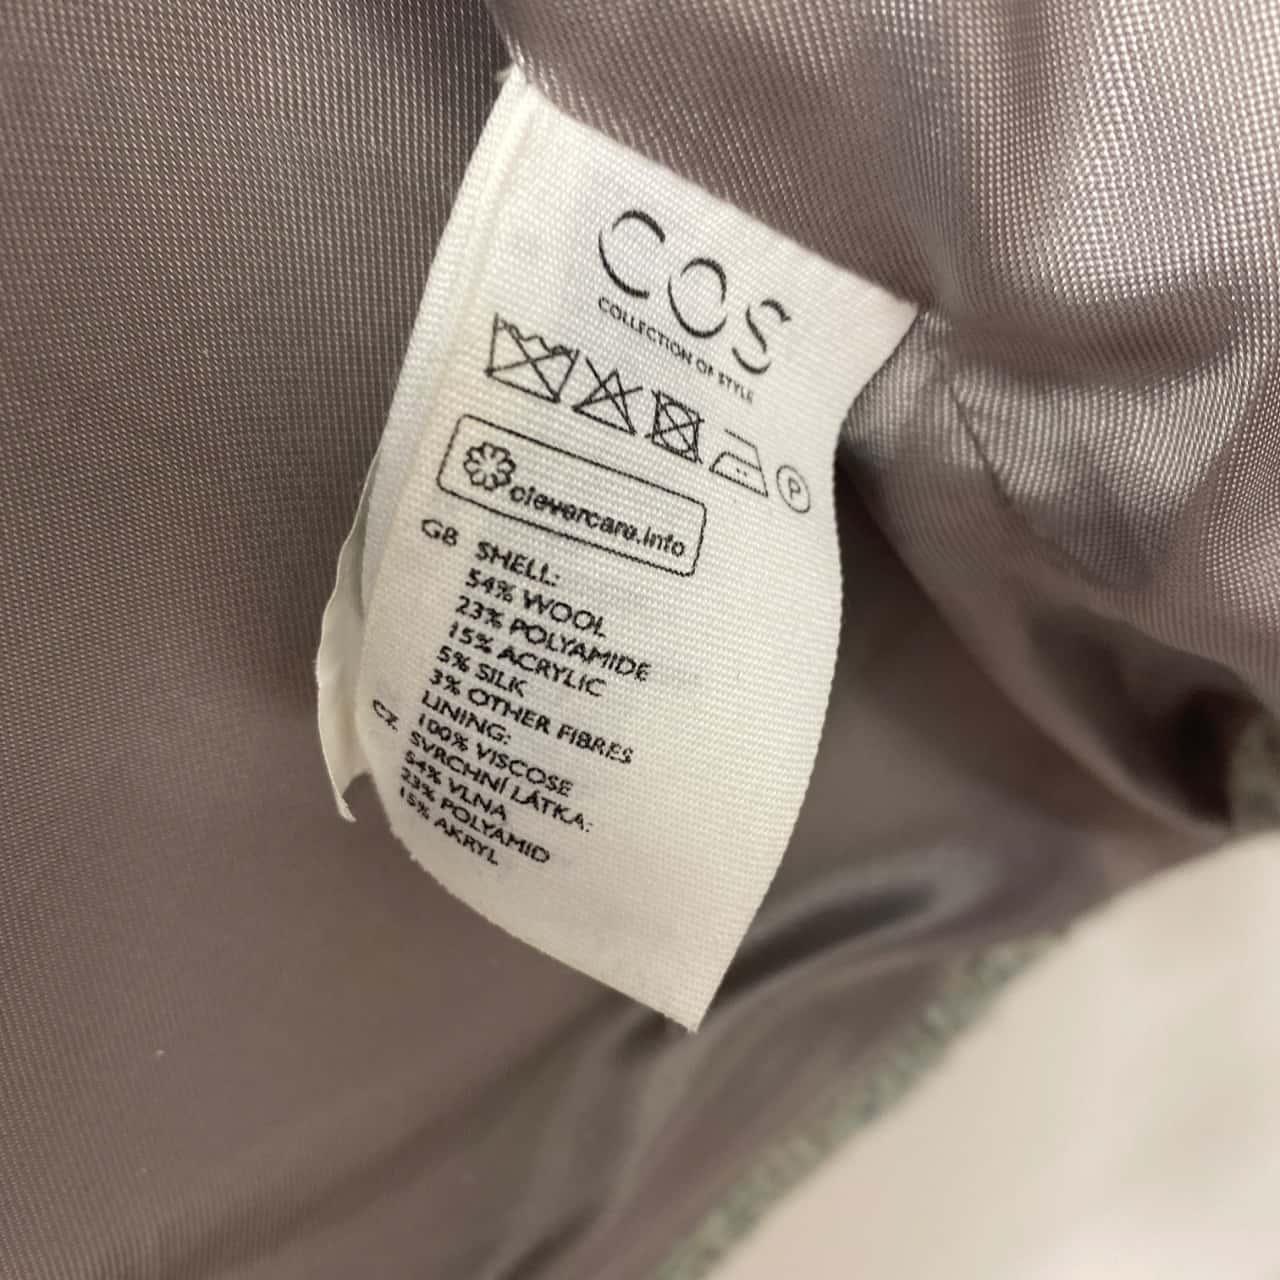 COS
COLLECTION OF STYLE
P
clevercare.info
GB SHELL:
54% WOOL
23% POLYAMIDE
15% ACRYLIC
5% SILK
3% OTHER FIBRES
LINING:
100% VISCOSE
CZ SVRCHNÍ LÁTKA:
54% VLNA
23% POLYAMID
15% AKRYL